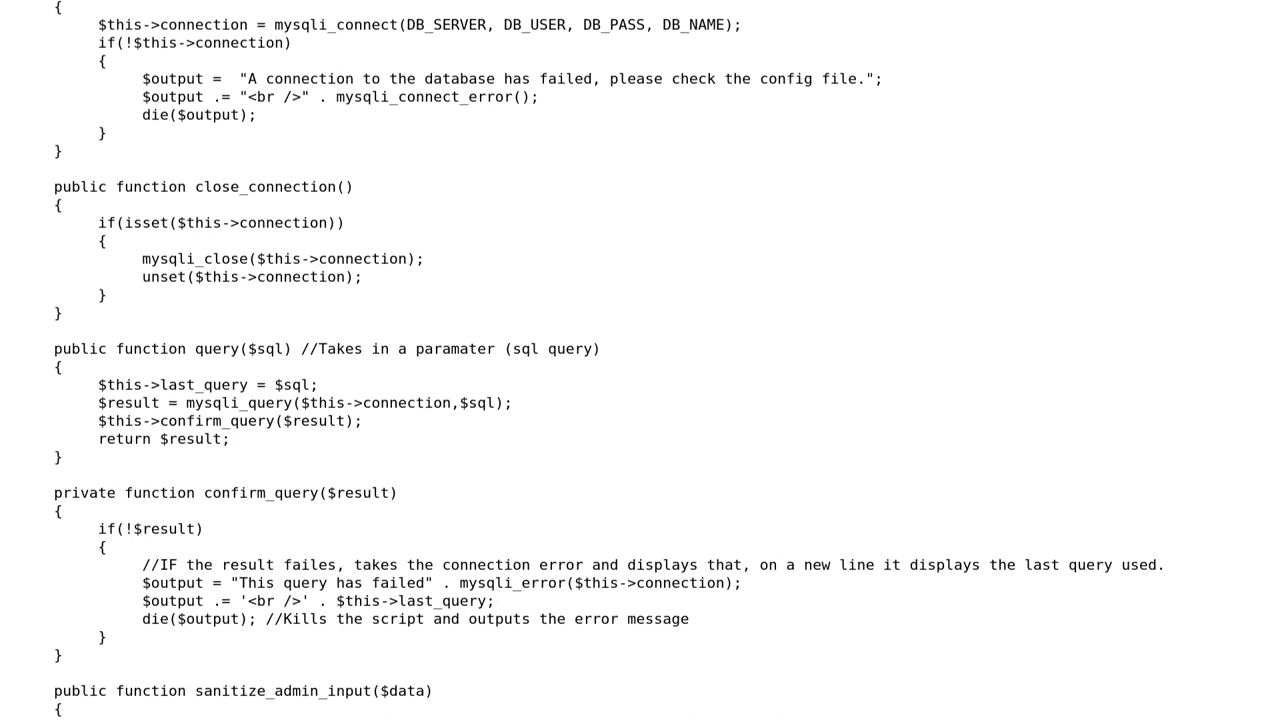 {
$this->connection = mysqli_connect(DB_SERVER, DB_USER, DB_PASS, DB_NAME);
if(!$this->connection)
{
$output =  "A connection to the database has failed, please check the config file.";
$output .= "<br />" . mysqli_connect_error();
die($output);
}
}
public function close_connection()
{
if(isset($this->connection))
{
mysqli_close($this->connection);
unset($this->connection);
}
}
public function query($sql) //Takes in a paramater (sql query)
{
$this->last_query = $sql;
$result = mysqli_query($this->connection,$sql);
$this->confirm_query($result);
return $result;
}
private function confirm_query($result)
{
if(!$result)
{
//IF the result failes, takes the connection error and displays that, on a new line it displays the last query used.
$output = "This query has failed" . mysqli_error($this->connection);
$output .= '<br />' . $this->last_query;
die($output); //Kills the script and outputs the error message
}
}
public function sanitize_admin_input($data)
{